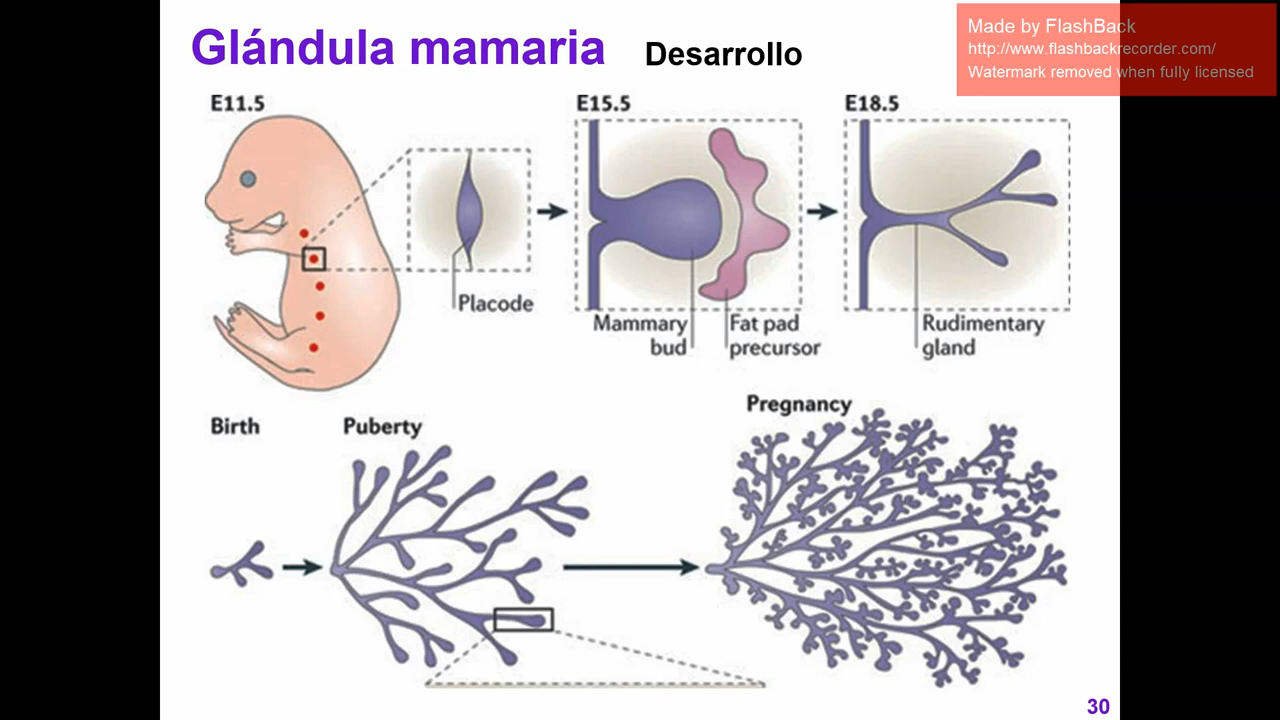 Glándula mamaria Desarrollo
Made by FlashBack
http://www.flashbackrecorder.com/
Watermark removed when fully licensed
E11.5
E15.5
E18.5
Placode
Mammary
bud
Fat pad
precursor
Rudimentary
gland
Birth
Puberty
Pregnancy
30